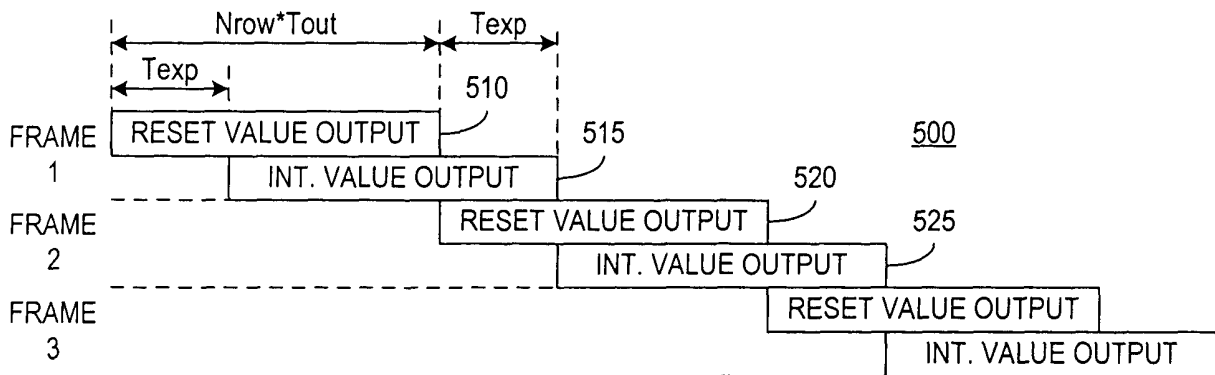 Nrow*Tout
Texp
Texp
510
FRAME
1
RESET VALUE OUTPUT
515
500
INT. VALUE OUTPUT
520
FRAME
2
RESET VALUE OUTPUT
525
INT. VALUE OUTPUT
FRAME
3
RESET VALUE OUTPUT
INT. VALUE OUTPUT